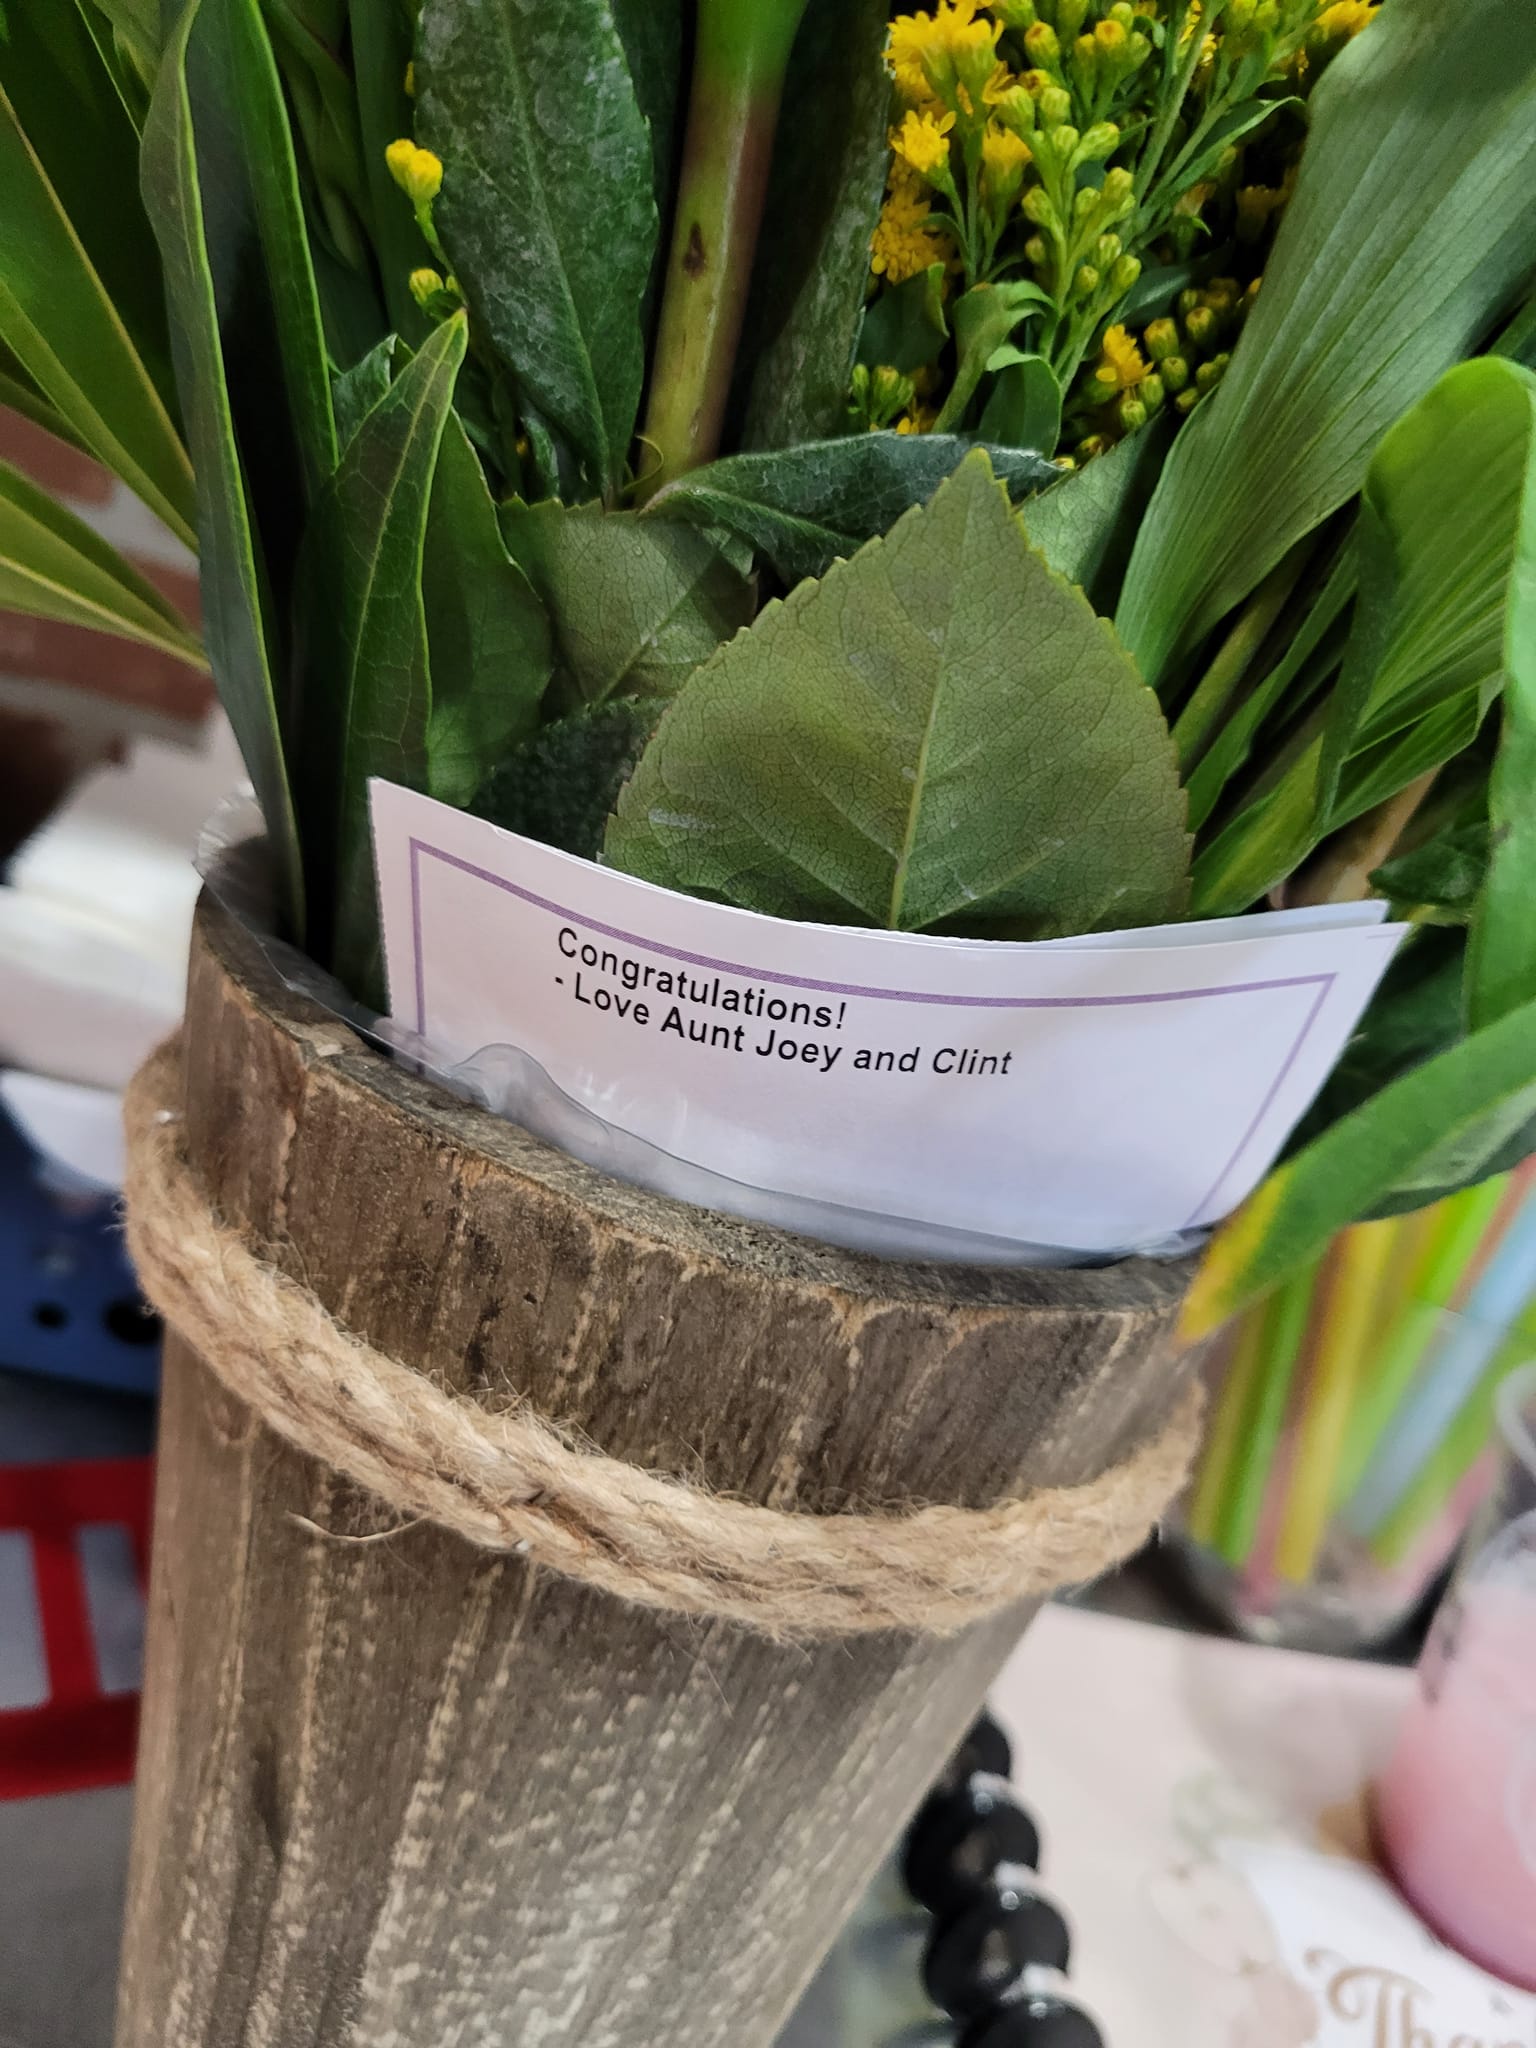 Congratulations!
- Love Aunt Joey and Clint